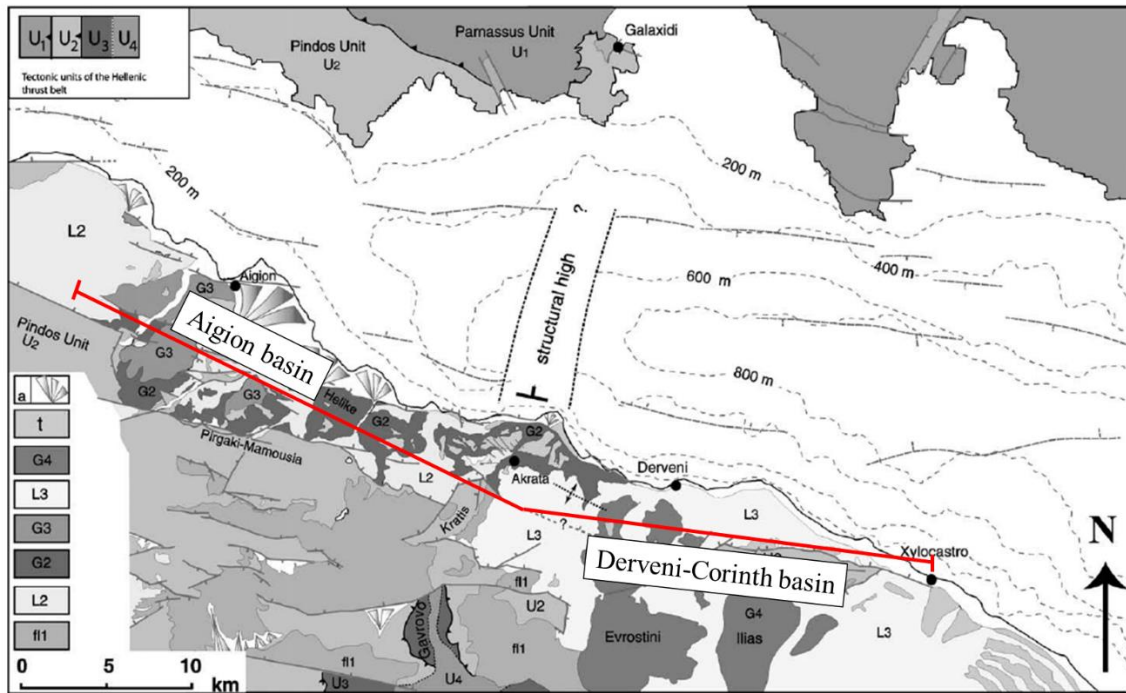 U1 U2 U3 U4
Tectonic units of the Hellenic
thrust belt
Pindos Unit
U2
Parnassus Unit
U1
Galaxidi
200 m
200 m
400 m
600 m
800 m
?
structural high
L2
Aigion
G3
Aigion basin
Pindos Unit
U2
G3
G2
G3
Helike
G2
G2
Pirgaki-Mamousia
L2
Akrata
Kratis
Derveni
?
L3
L3
Xylocastro
Derveni-Corinth basin
N
fl1
U2
Gavrovo
fl1
fl1
U3
U4
Evrostini
G4
Ilias
L3
a
t
G4
L3
G3
G2
L2
fl1
0 5 10
km